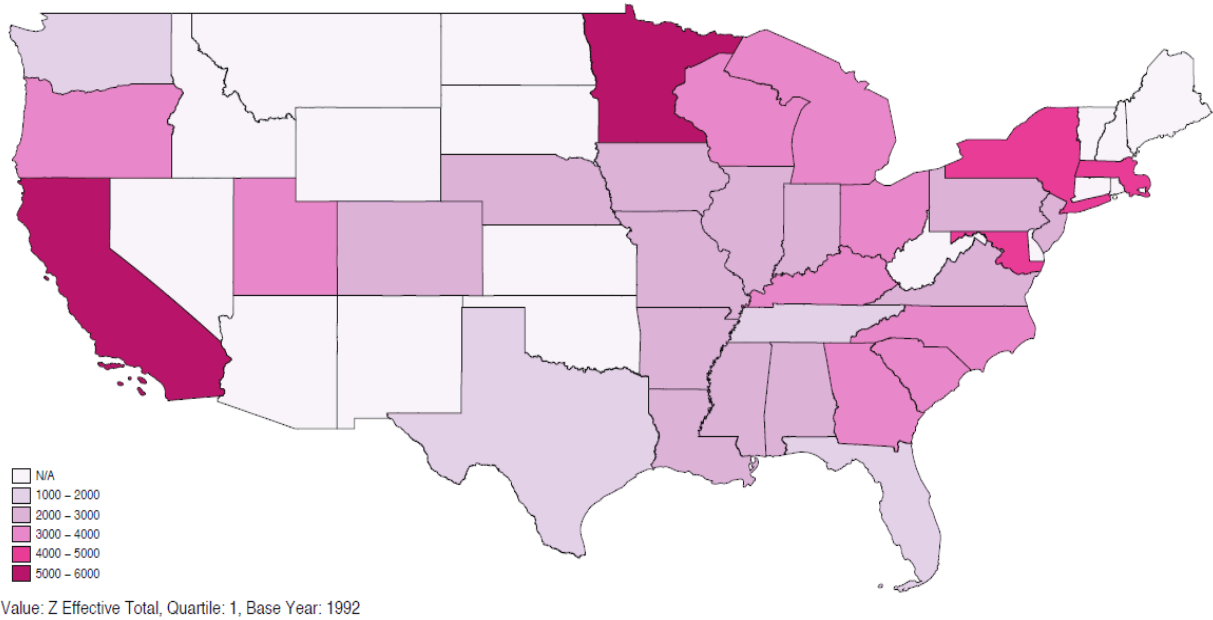 N/A
1000 – 2000
2000 – 3000
3000 – 4000
4000 – 5000
5000 – 6000
Value: Z Effective Total, Quartile: 1, Base Year: 1992